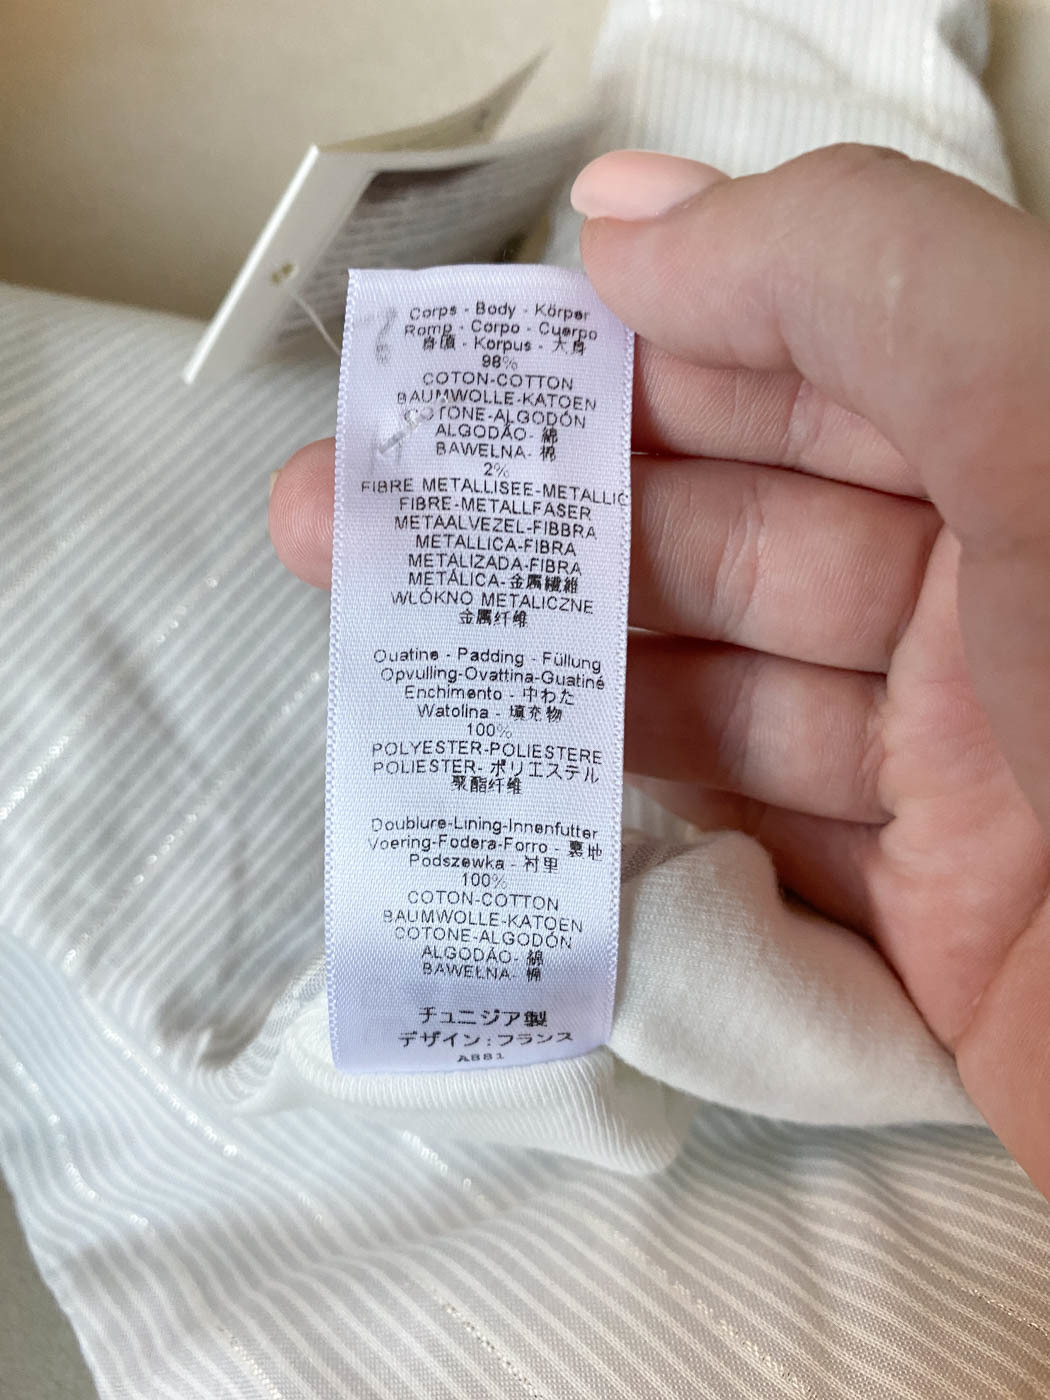 Corps - Body - Körper
Romp - Corpo - Cuerpo
身頃 - Korpus - 大身
98%
COTON-COTTON
BAUMWOLLE-KATOEN
COTONE-ALGODÓN
ALGODÃO- 綿
BAWEŁNA- 棉
2%
FIBRE METALLISEE-METALLIC
FIBRE-METALLFASER
METAALVEZEL-FIBBRA
METALLICA-FIBRA
METALIZADA-FIBRA
METÁLICA-金属繊維
WŁÓKNO METALICZNE
金属纤维
Ouatine - Padding - Füllung
Opvulling-Ovattina-Guatiné
Enchimento - 中わた
Watolina - 填充物
100%
POLYESTER-POLIESTERE
POLIESTER- ポリエステル
聚酯纤维
Doublure-Lining-Innenfutter
Voering-Fodera-Forro - 裏地
Podszewka - 衬里
100%
COTON-COTTON
BAUMWOLLE-KATOEN
COTONE-ALGODÓN
ALGODÃO- 綿
BAWEŁNA- 棉
チュニジア製
デザイン : フランス
A881